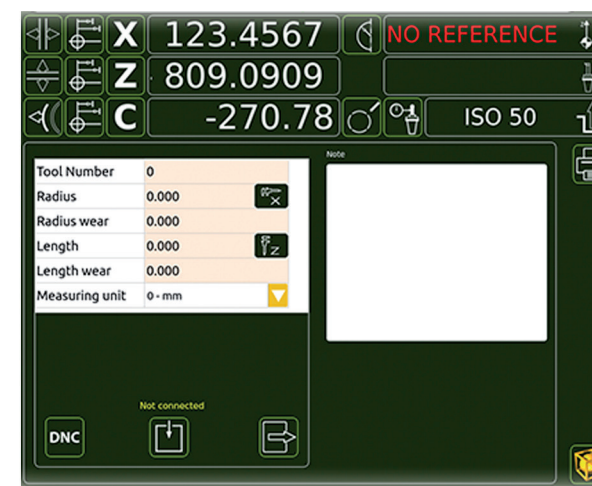 X 123.4567 NO REFERENCE
Z 809.0909
C -270.78 ISO 50
Note
Tool Number 0
Radius 0.000 X
Radius wear 0.000
Length 0.000 Z
Length wear 0.000
Measuring unit 0 - mm
Not connected
DNC